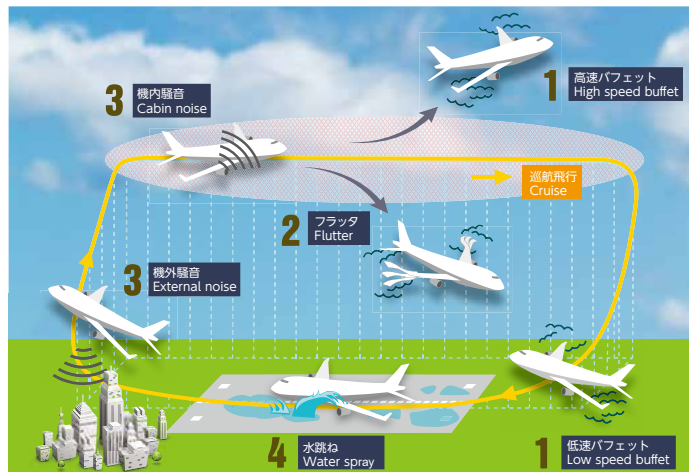 1
高速バフェット
High speed buffet
3
機内騒音
Cabin noise
巡航飛行
Cruise
2
フラッタ
Flutter
3
機外騒音
External noise
4
水跳ね
Water spray
1
低速バフェット
Low speed buffet